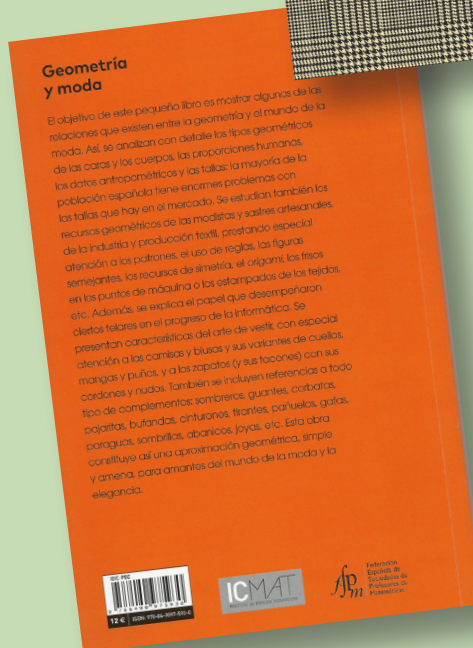 Geometría
y moda
El objetivo de este pequeño libro es mostrar algunas de las
relaciones que existen entre la geometría y el mundo de la
moda. Así, se analizan con detalle los tipos geométricos
de las caras y los cuerpos, las proporciones humanas,
los datos antropométricos y las tallas: la mayoría de la
población española tiene enormes problemas con
las tallas que hay en el mercado. Se estudian también los
recursos geométricos de las modistas y sastres artesanales,
de la industria y producción textil, prestando especial
atención a los patrones, el uso de reglas, las figuras
semejantes, los recursos de simetría, el origami, los frisos
en los puntos de máquina o los estampados de los tejidos,
etc. Además, se explica el papel que desempeñaron
ciertos telares en el progreso de la informática. Se
presentan características del arte de vestir, con especial
atención a las camisas y blusas y sus variantes de cuellos,
mangas y puños, y a los zapatos (y sus tacones) con sus
cordones y nudos. También se incluyen referencias a todo
tipo de complementos: sombreros, guantes, corbatas,
pajaritas, bufandas, cinturones, tirantes, pañuelos, gafas,
paraguas, sombrillas, abanicos, joyas, etc. Esta obra
constituye así una aproximación geométrica, simple
y amena, para amantes del mundo de la moda y la
elegancia.
12 €
ICMAT
fpm
Federación
Española de
Sociedades de
Profesores de
Matemáticas